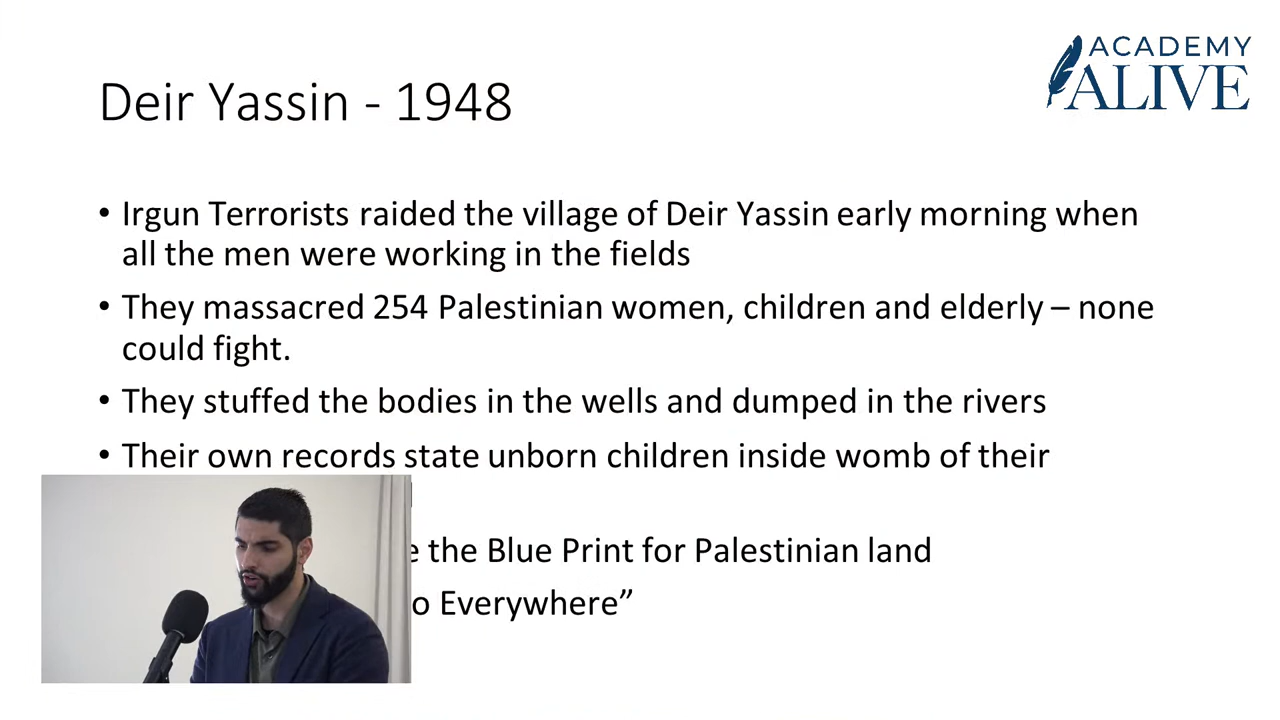 ACADEMY
ALIVE
Deir Yassin - 1948
• Irgun Terrorists raided the village of Deir Yassin early morning when
all the men were working in the fields
• They massacred 254 Palestinian women, children and elderly – none
could fight.
• They stuffed the bodies in the wells and dumped in the rivers
• Their own records state unborn children inside womb of their
the Blue Print for Palestinian land
Everywhere”